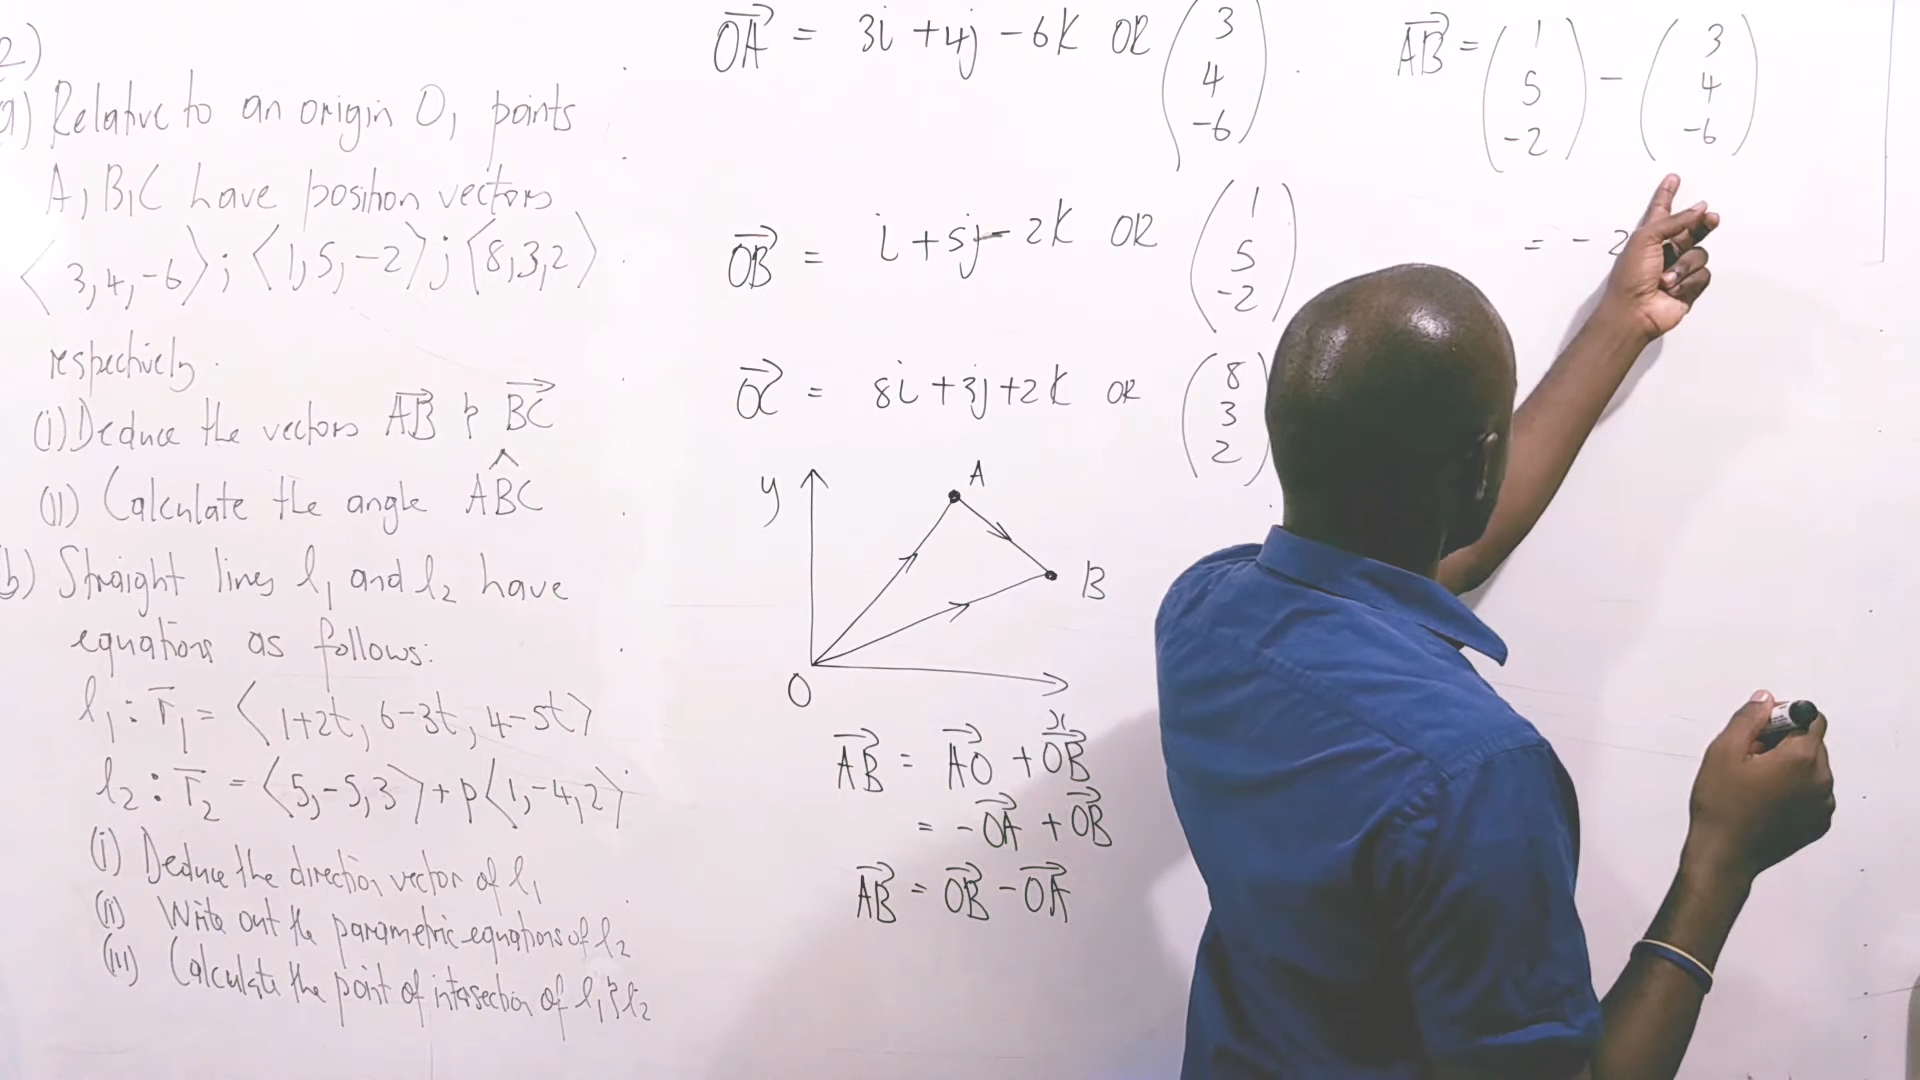 2)
a) Relative to an origin O, points
A, B, C have position vectors
⟨3,4,-6⟩; ⟨1,5,-2⟩; ⟨8,3,2⟩
respectively.
(i) Deduce the vectors AB & BC
(ii) Calculate the angle ABC
b) Straight lines l₁ and l₂ have
equations as follows:
l₁: r₁ = ⟨1+2t, 6-3t, 4-5t⟩
l₂: r₂ = ⟨5,-5,3⟩+p⟨1,-4,2⟩
(i) Deduce the direction vector of l₁
(ii) Write out the parametric equations of l₂
(iii) Calculate the point of intersection of l₁ & l₂
OA = 3i + 4j - 6k OR
3
4
-6
OB = i + 5j - 2k OR
1
5
-2
OC = 8i + 3j + 2k OR
8
3
2
y
A
B
O
x
AB = AO + OB
= -OA + OB
AB = OB - OA
AB =
1
5
-2
-
3
4
-6
= -2